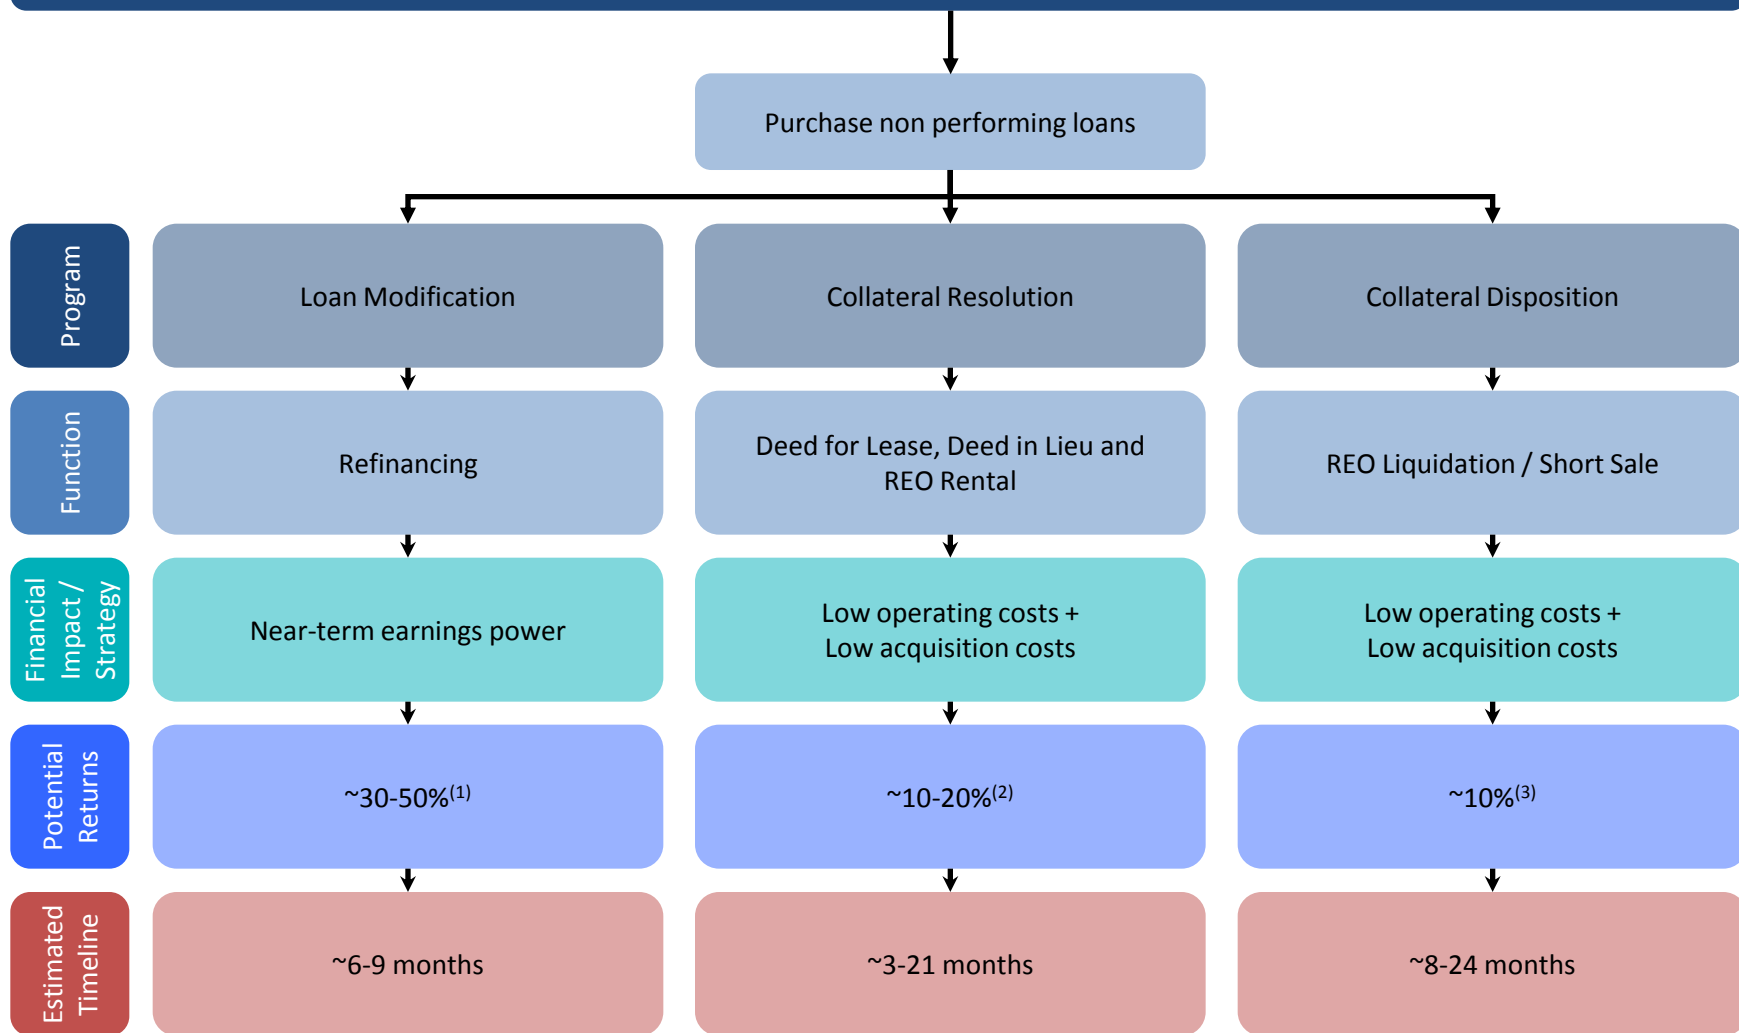 Purchase non performing loans
Program
Loan Modification
Collateral Resolution
Collateral Disposition
Function
Refinancing
Deed for Lease, Deed in Lieu and
REO Rental
REO Liquidation / Short Sale
Financial
Impact /
Strategy
Near-term earnings power
Low operating costs +
Low acquisition costs
Low operating costs +
Low acquisition costs
Potential
Returns
~30-50%(1)
~10-20%(2)
~10%(3)
Estimated
Timeline
~6-9 months
~3-21 months
~8-24 months